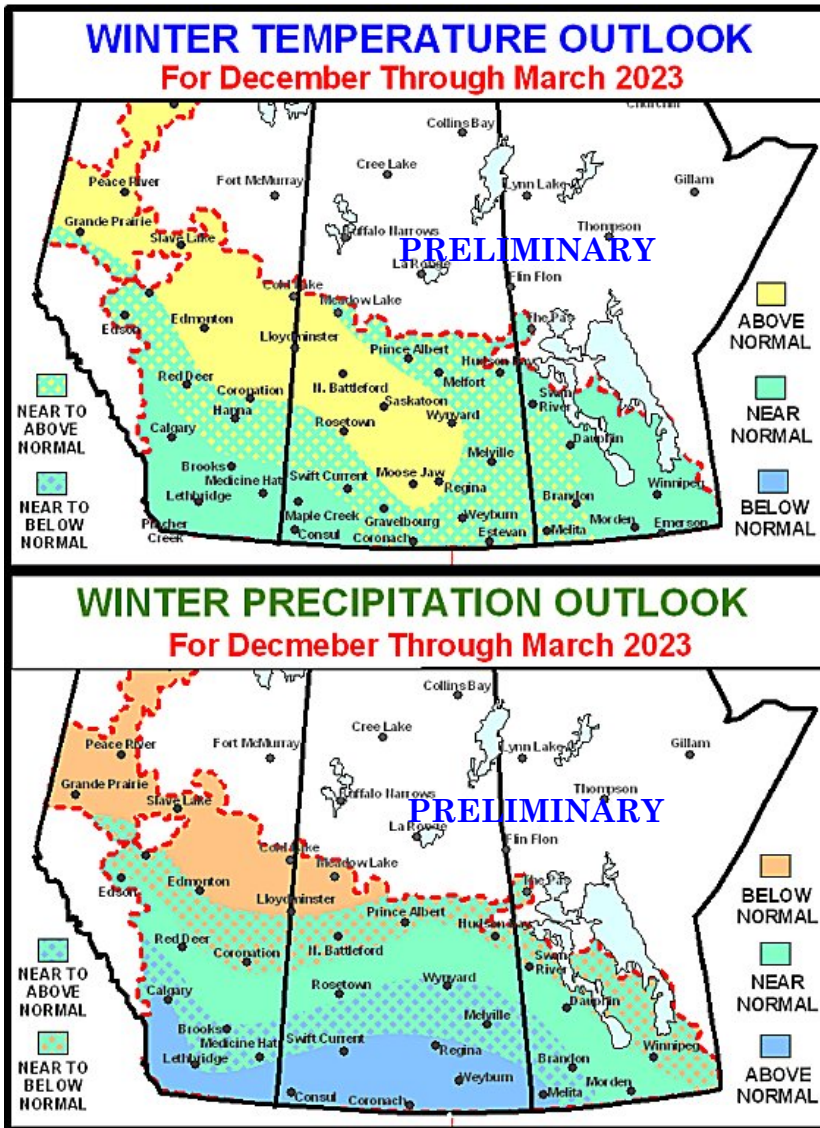 WINTER TEMPERATURE OUTLOOK
For December Through March 2023
Churchill
Collins Bay
Cree Lake
Peace River
Fort McMurray
Lynn Lake
Gillam
Grande Prairie
Slave Lake
Buffalo Narrows
Thompson
PRELIMINARY
La Ronge
Flin Flon
Cold Lake
Meadow Lake
Edson
Edmonton
The Pas
Lloydminster
ABOVE
NORMAL
Prince Albert
Hudson Bay
Red Deer
Coronation
N. Battleford
Melfort
Swan
River
NEAR TO
ABOVE
NORMAL
Hanna
Saskatoon
NEAR
NORMAL
Calgary
Rosetown
Wynyard
Dauphin
Brooks
Melville
Medicine Hat
Swift Current
Moose Jaw
Regina
Winnipeg
NEAR TO
BELOW
NORMAL
Lethbridge
Brandon
BELOW
NORMAL
Maple Creek
Gravelbourg
Weyburn
Morden
Emerson
Pincher
Creek
Consul
Coronach
Estevan
Melita
WINTER PRECIPITATION OUTLOOK
For Decmeber Through March 2023
Collins Bay
Cree Lake
Peace River
Fort McMurray
Lynn Lake
Gillam
Grande Prairie
Slave Lake
Buffalo Narrows
Thompson
PRELIMINARY
La Ronge
Flin Flon
Cold Lake
Meadow Lake
Edson
Edmonton
The Pas
Lloydminster
BELOW
NORMAL
Prince Albert
Hudson Bay
Red Deer
Coronation
N. Battleford
Swan
River
NEAR TO
ABOVE
NORMAL
Calgary
Rosetown
Wynyard
Dauphin
NEAR
NORMAL
Brooks
Melville
Medicine Hat
Swift Current
Regina
Winnipeg
NEAR TO
BELOW
NORMAL
Lethbridge
Brandon
Weyburn
Morden
ABOVE
NORMAL
Consul
Coronach
Melita